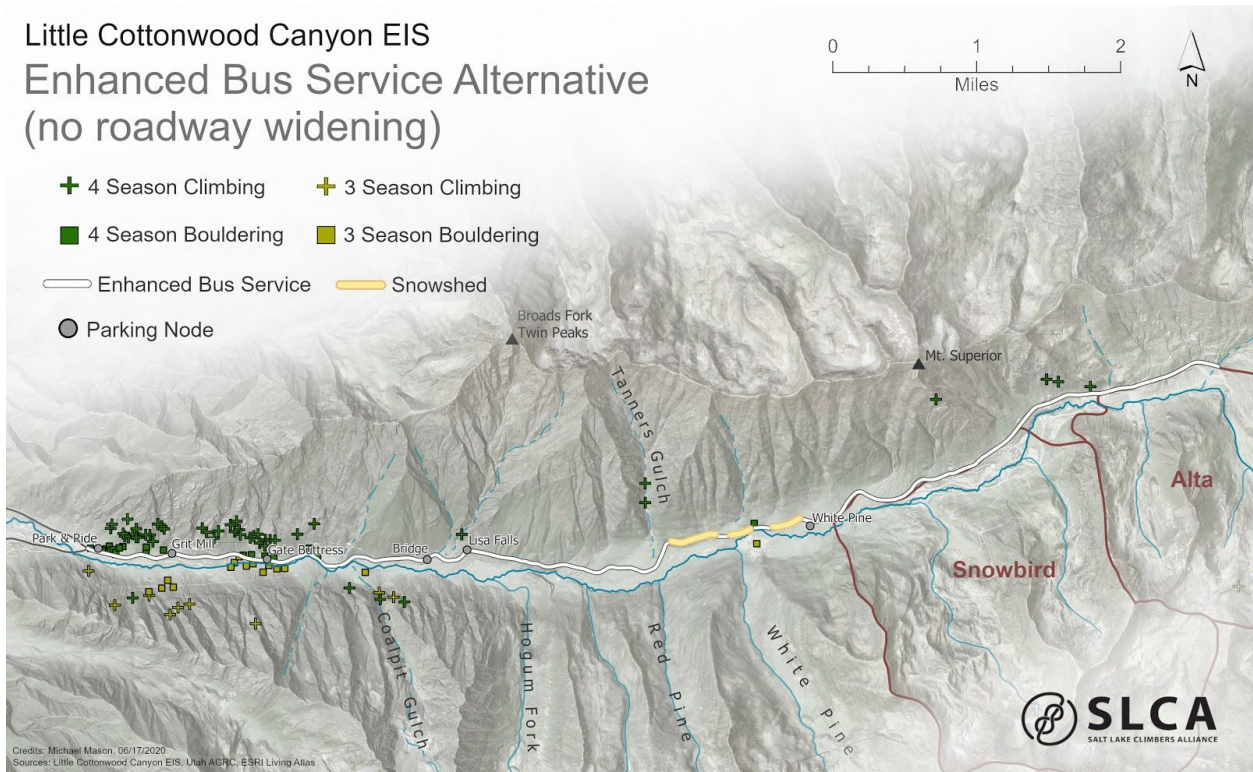 Little Cottonwood Canyon EIS
Enhanced Bus Service Alternative
(no roadway widening)
0 1 2
Miles
N
4 Season Climbing
3 Season Climbing
4 Season Bouldering
3 Season Bouldering
Enhanced Bus Service
Snowshed
Parking Node
Broads Fork
Twin Peaks
Mt. Superior
Tanners Gulch
Park & Ride
Grit Mill
Gate Buttress
Bridge
Lisa Falls
White Pine
Alta
Snowbird
Coalpit Gulch
Hogum Fork
Red Pine
White Pine
SLCA
SALT LAKE CLIMBERS ALLIANCE
Credits: Michael Mason, 06/17/2020
Sources: Little Cottonwood Canyon EIS, Utah AGRC, ESRI Living Atlas